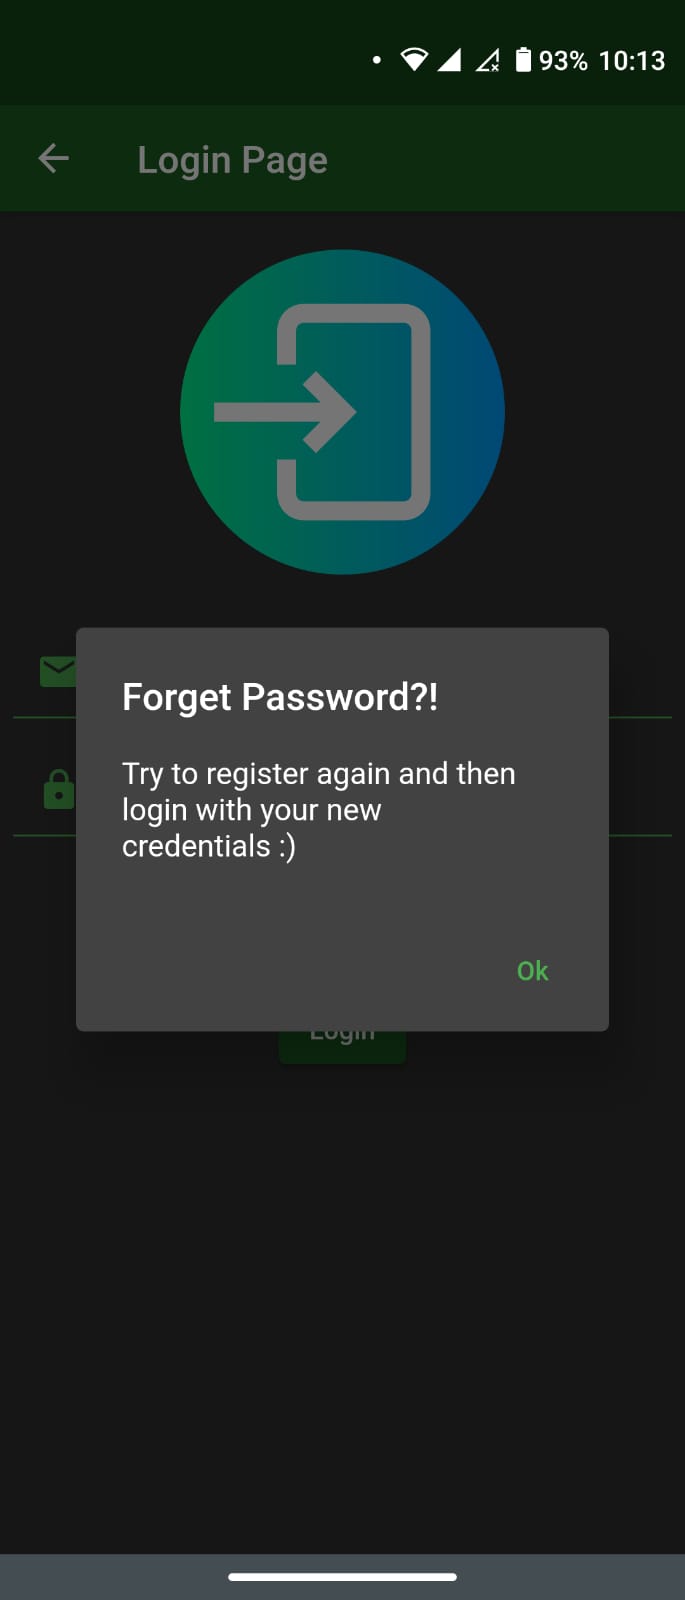 93% 10:13
Login Page
Forget Password?!
Try to register again and then
login with your new
credentials :)
Ok
Login